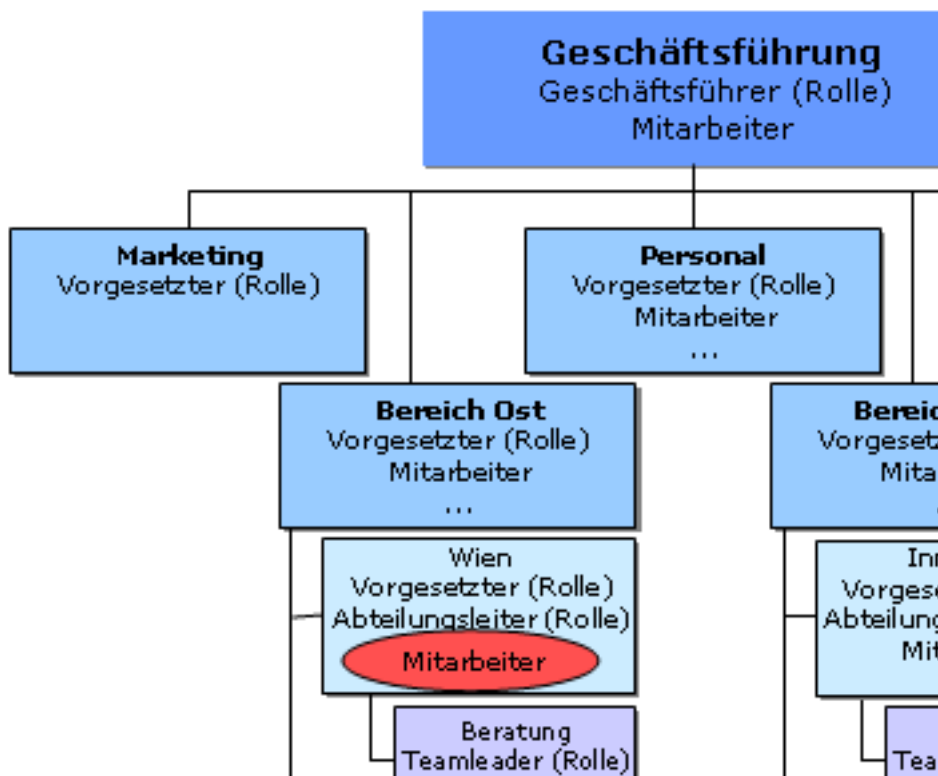 Geschäftsführung
Geschäftsführer (Rolle)
Mitarbeiter
Marketing
Vorgesetzter (Rolle)
Personal
Vorgesetzter (Rolle)
Mitarbeiter
...
Bereich Ost
Vorgesetzter (Rolle)
Mitarbeiter
...
Wien
Vorgesetzter (Rolle)
Abteilungsleiter (Rolle)
Mitarbeiter
Beratung
Teamleader (Rolle)